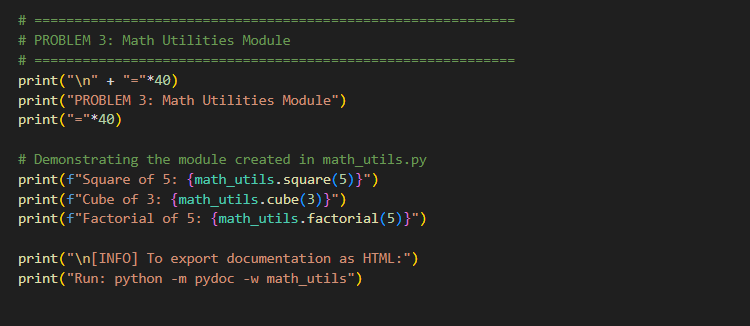 # ============================================================
# PROBLEM 3: Math Utilities Module
# ============================================================
print("\n" + "="*40)
print("PROBLEM 3: Math Utilities Module")
print("="*40)
# Demonstrating the module created in math_utils.py
print(f"Square of 5: {math_utils.square(5)}")
print(f"Cube of 3: {math_utils.cube(3)}")
print(f"Factorial of 5: {math_utils.factorial(5)}")
print("\n[INFO] To export documentation as HTML:")
print("Run: python -m pydoc -w math_utils")